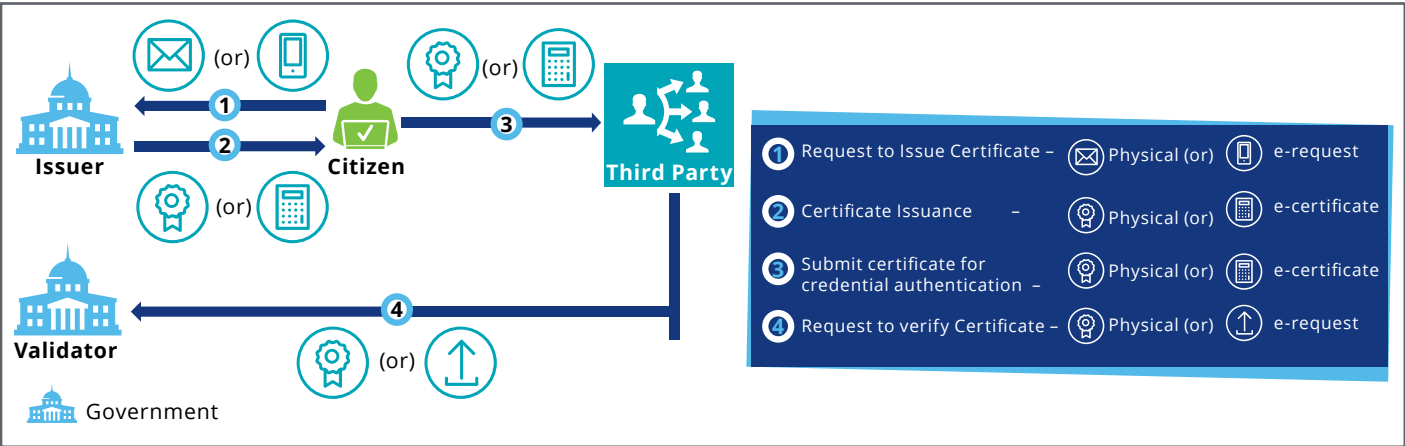 (or)
(or)
1
3
2
Issuer
Citizen
Third Party
(or)
4
Validator
(or)
Government
1 Request to Issue Certificate – Physical (or) e-request
2 Certificate Issuance – Physical (or) e-certificate
3 Submit certificate for
credential authentication – Physical (or) e-certificate
4 Request to verify Certificate – Physical (or) e-request